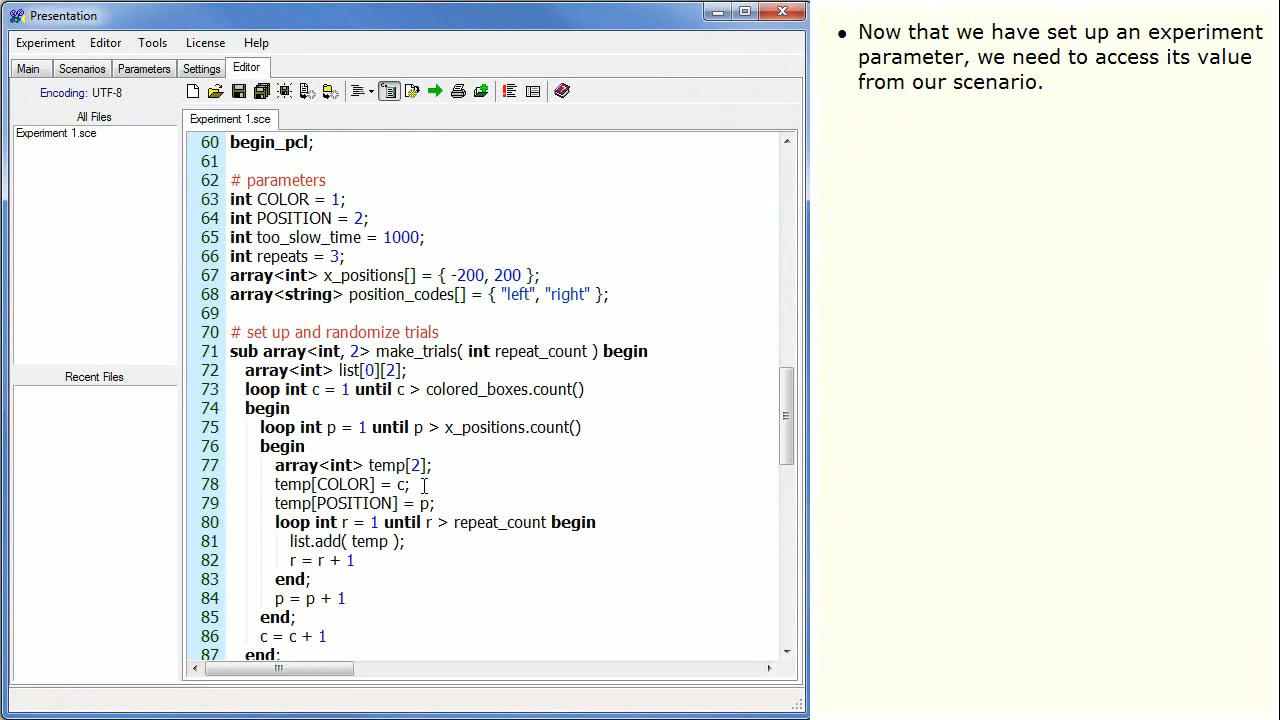 Presentation
Experiment Editor Tools License Help
Main Scenarios Parameters Settings Editor
Encoding: UTF-8
All Files
Experiment 1.sce
Recent Files
Experiment 1.sce
60 begin_pcl;
61
62 # parameters
63 int COLOR = 1;
64 int POSITION = 2;
65 int too_slow_time = 1000;
66 int repeats = 3;
67 array<int> x_positions[] = { -200, 200 };
68 array<string> position_codes[] = { "left", "right" };
69
70 # set up and randomize trials
71 sub array<int, 2> make_trials( int repeat_count ) begin
72 array<int> list[0][2];
73 loop int c = 1 until c > colored_boxes.count()
74 begin
75 loop int p = 1 until p > x_positions.count()
76 begin
77 array<int> temp[2];
78 temp[COLOR] = c;
79 temp[POSITION] = p;
80 loop int r = 1 until r > repeat_count begin
81 list.add( temp );
82 r = r + 1
83 end;
84 p = p + 1
85 end;
86 c = c + 1
87 end;
• Now that we have set up an experiment
parameter, we need to access its value
from our scenario.